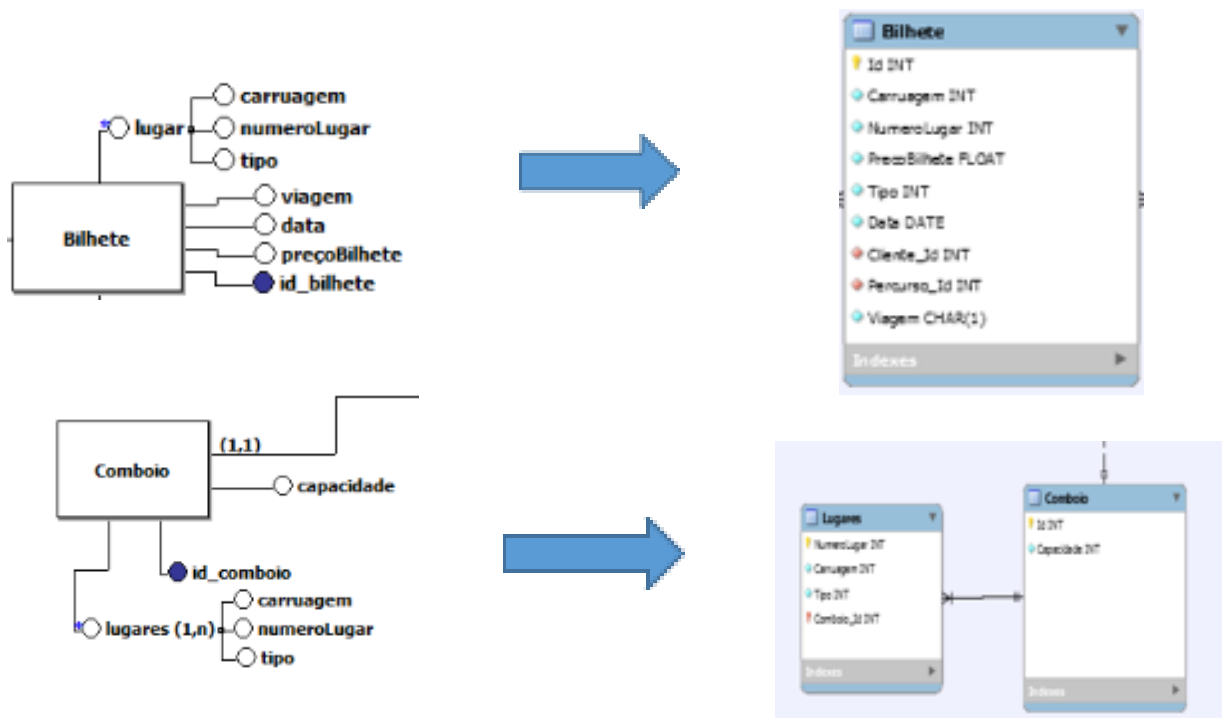 carruagem
lugar
numeroLugar
tipo
viagem
Bilhete
data
preçoBilhete
id_bilhete
Bilhete
Id INT
Carruagem INT
NumeroLugar INT
PrecoBilhete FLOAT
Tipo INT
Data DATE
Cliente_Id INT
Percurso_Id INT
Viagem CHAR(1)
Indexes
(1,1)
Comboio
capacidade
id_comboio
carruagem
lugares (1,n)
numeroLugar
tipo
Lugares
NumeroLugar INT
Carruagem INT
Tipo INT
Comboio_Id INT
Indexes
Comboio
Id INT
Capacidade INT
Indexes